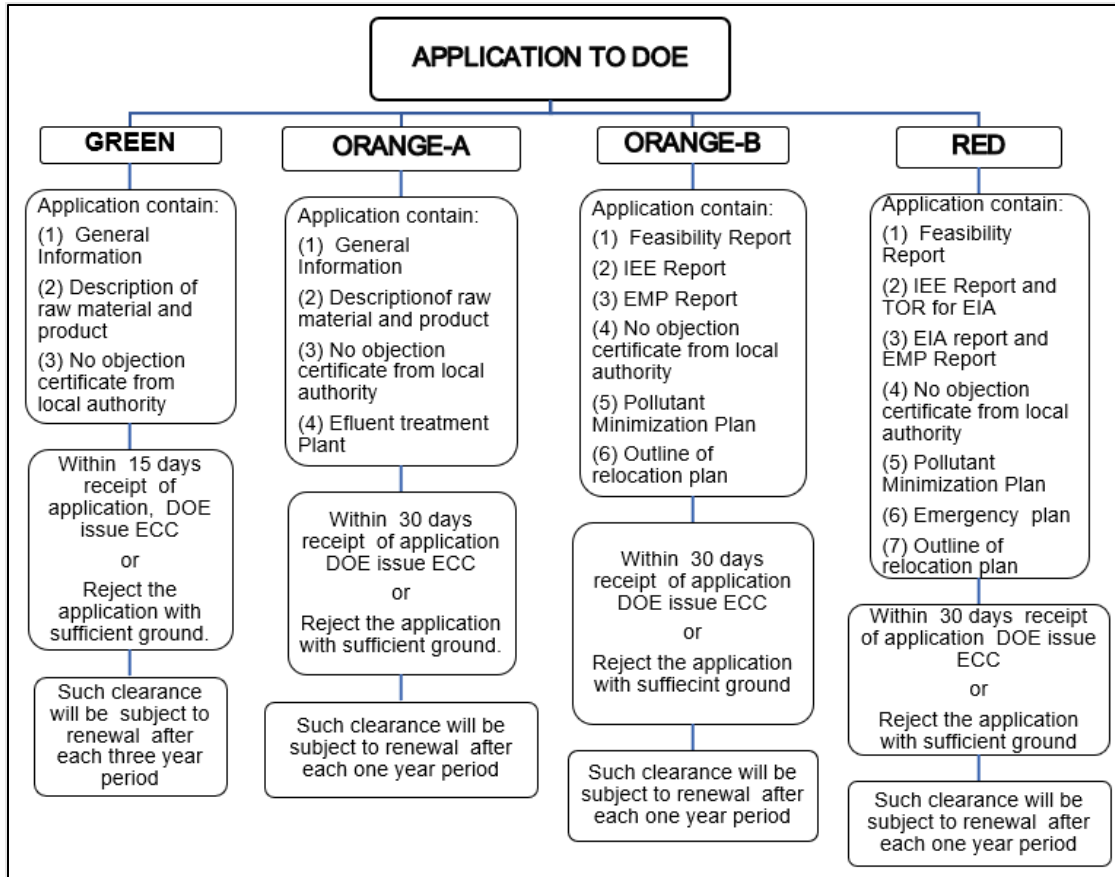 APPLICATION TO DOE
GREEN
Application contain:
(1) General
Information
(2) Description of
raw material and
product
(3) No objection
certificate from
local authority
Within 15 days
receipt of
application, DOE
issue ECC
or
Reject the
application with
sufficient ground.
Such clearance
will be subject to
renewal after
each three year
period
ORANGE-A
Application contain:
(1) General
Information
(2) Descriptionof raw
material and product
(3) No objection
certificate from local
authority
(4) Efluent treatment
Plant
Within 30 days
receipt of application
DOE issue ECC
or
Reject the application
with sufficient ground.
Such clearance will be
subject to renewal after
each one year period
ORANGE-B
Application contain:
(1) Feasibility Report
(2) IEE Report
(3) EMP Report
(4) No objection
certificate from local
authority
(5) Pollutant
Minimization Plan
(6) Outline of
relocation plan
Within 30 days
receipt of application
DOE issue ECC
or
Reject the application
with suffiecint ground
Such clearance will be
subject to renewal after
each one year period
RED
Application contain:
(1) Feasibility
Report
(2) IEE Report and
TOR for EIA
(3) EIA report and
EMP Report
(4) No objection
certificate from local
authority
(5) Pollutant
Minimization Plan
(6) Emergency plan
(7) Outline of
relocation plan
Within 30 days receipt
of application DOE issue
ECC
or
Reject the application
with sufficient ground
Such clearance will be
subject to renewal after
each one year period